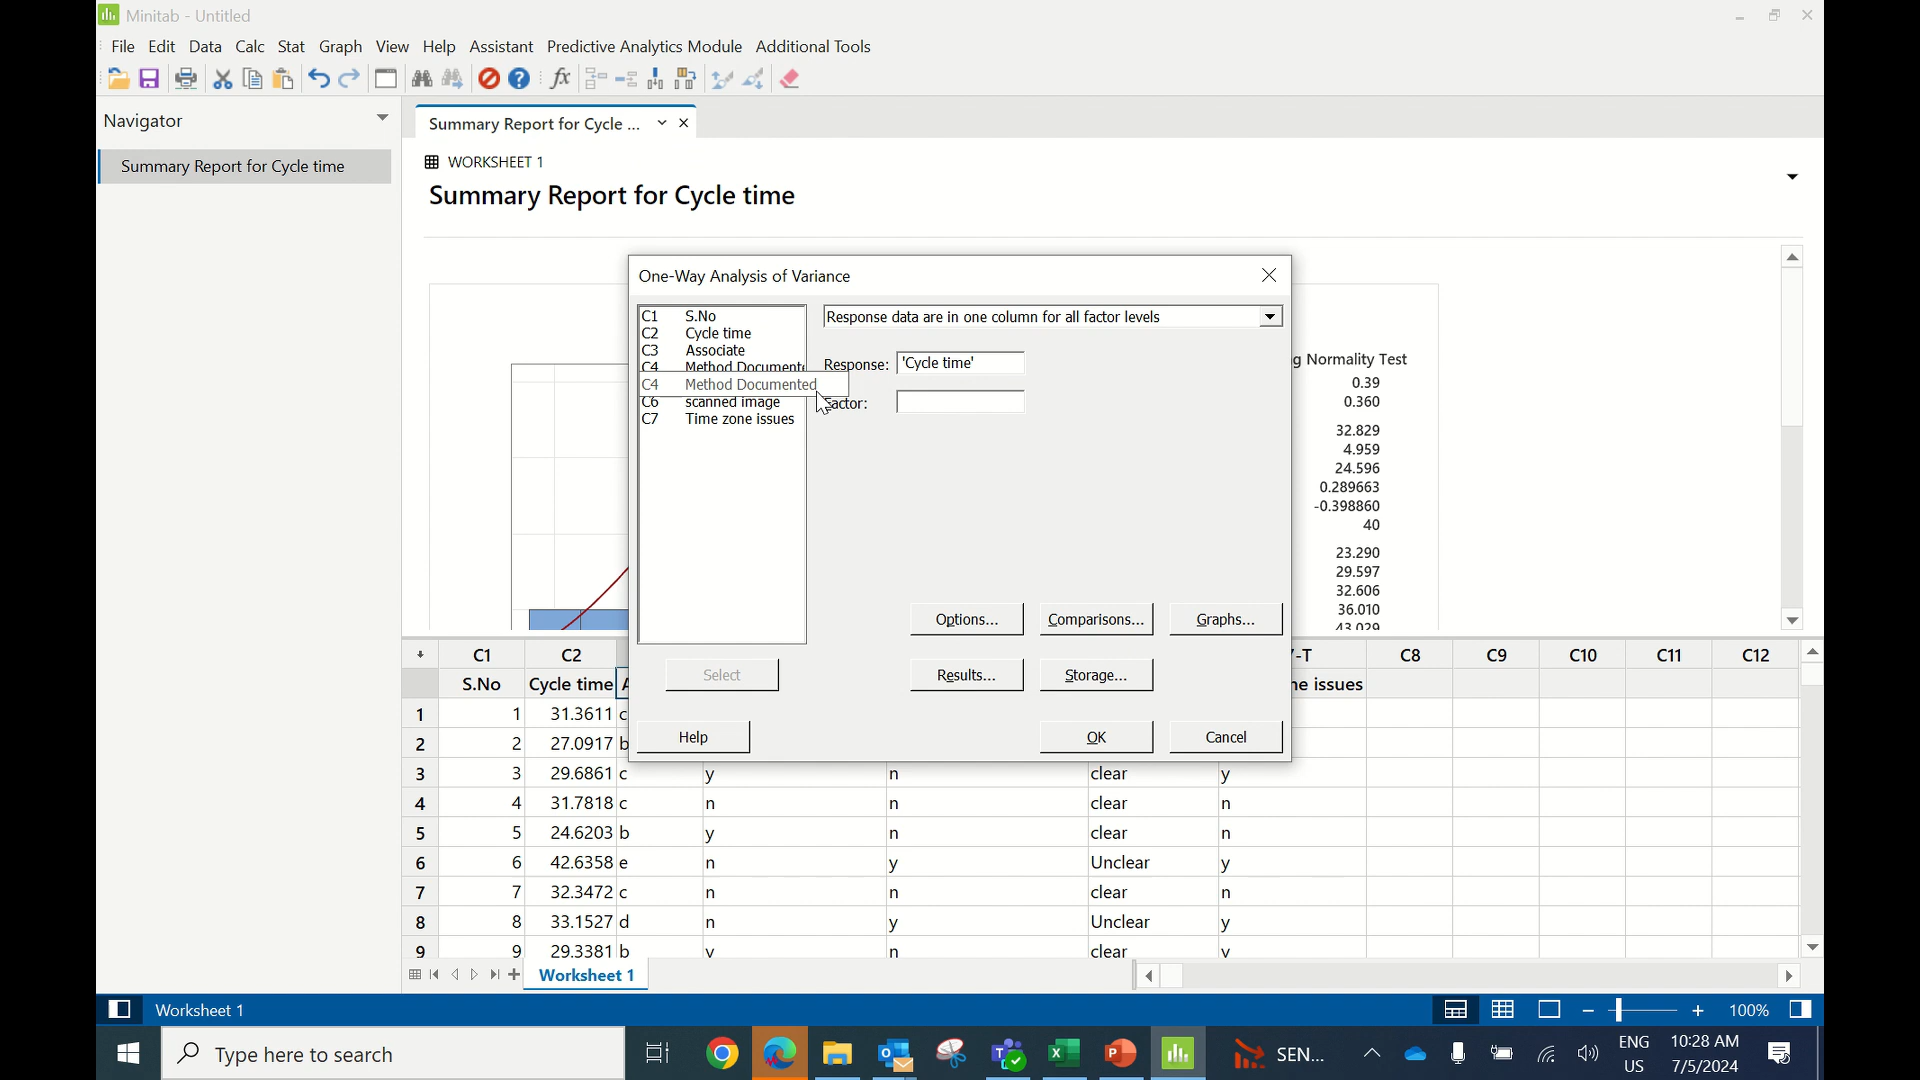 Minitab - Untitled
File Edit Data Calc Stat Graph View Help Assistant Predictive Analytics Module Additional Tools
Navigator
Summary Report for Cycle time
Summary Report for Cycle ...
WORKSHEET 1
Summary Report for Cycle time
g Normality Test
0.39
0.360
32.829
4.959
24.596
0.289663
-0.398860
40
23.290
29.597
32.606
36.010
43.029
One-Way Analysis of Variance
C1 S.No
C2 Cycle time
C3 Associate
C4 Method Documente
C4 Method Documented
C6 scanned image
C7 Time zone issues
Response data are in one column for all factor levels
Response: 'Cycle time'
Factor:
Options... Comparisons... Graphs...
Select Results... Storage...
Help OK Cancel
C1 C2 -T C8 C9 C10 C11 C12
S.No Cycle time A ne issues
1 1 31.3611 c
2 2 27.0917 b
3 3 29.6861 c y n clear y
4 4 31.7818 c n n clear n
5 5 24.6203 b y n clear n
6 6 42.6358 e n y Unclear y
7 7 32.3472 c n n clear n
8 8 33.1527 d n y Unclear y
9 9 29.3381 b y n clear y
Worksheet 1
Worksheet 1 100%
Type here to search
SEN...
ENG
US
10:28 AM
7/5/2024